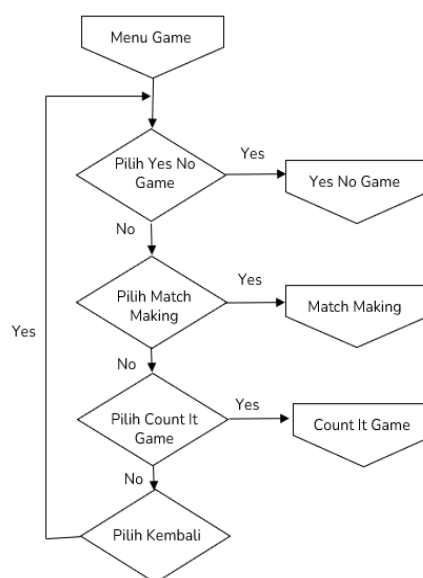 Menu Game
Pilih Yes No
Game
Yes
Yes No Game
No
Pilih Match
Making
Yes
Match Making
Yes
No
Pilih Count It
Game
Yes
Count It Game
No
Pilih Kembali